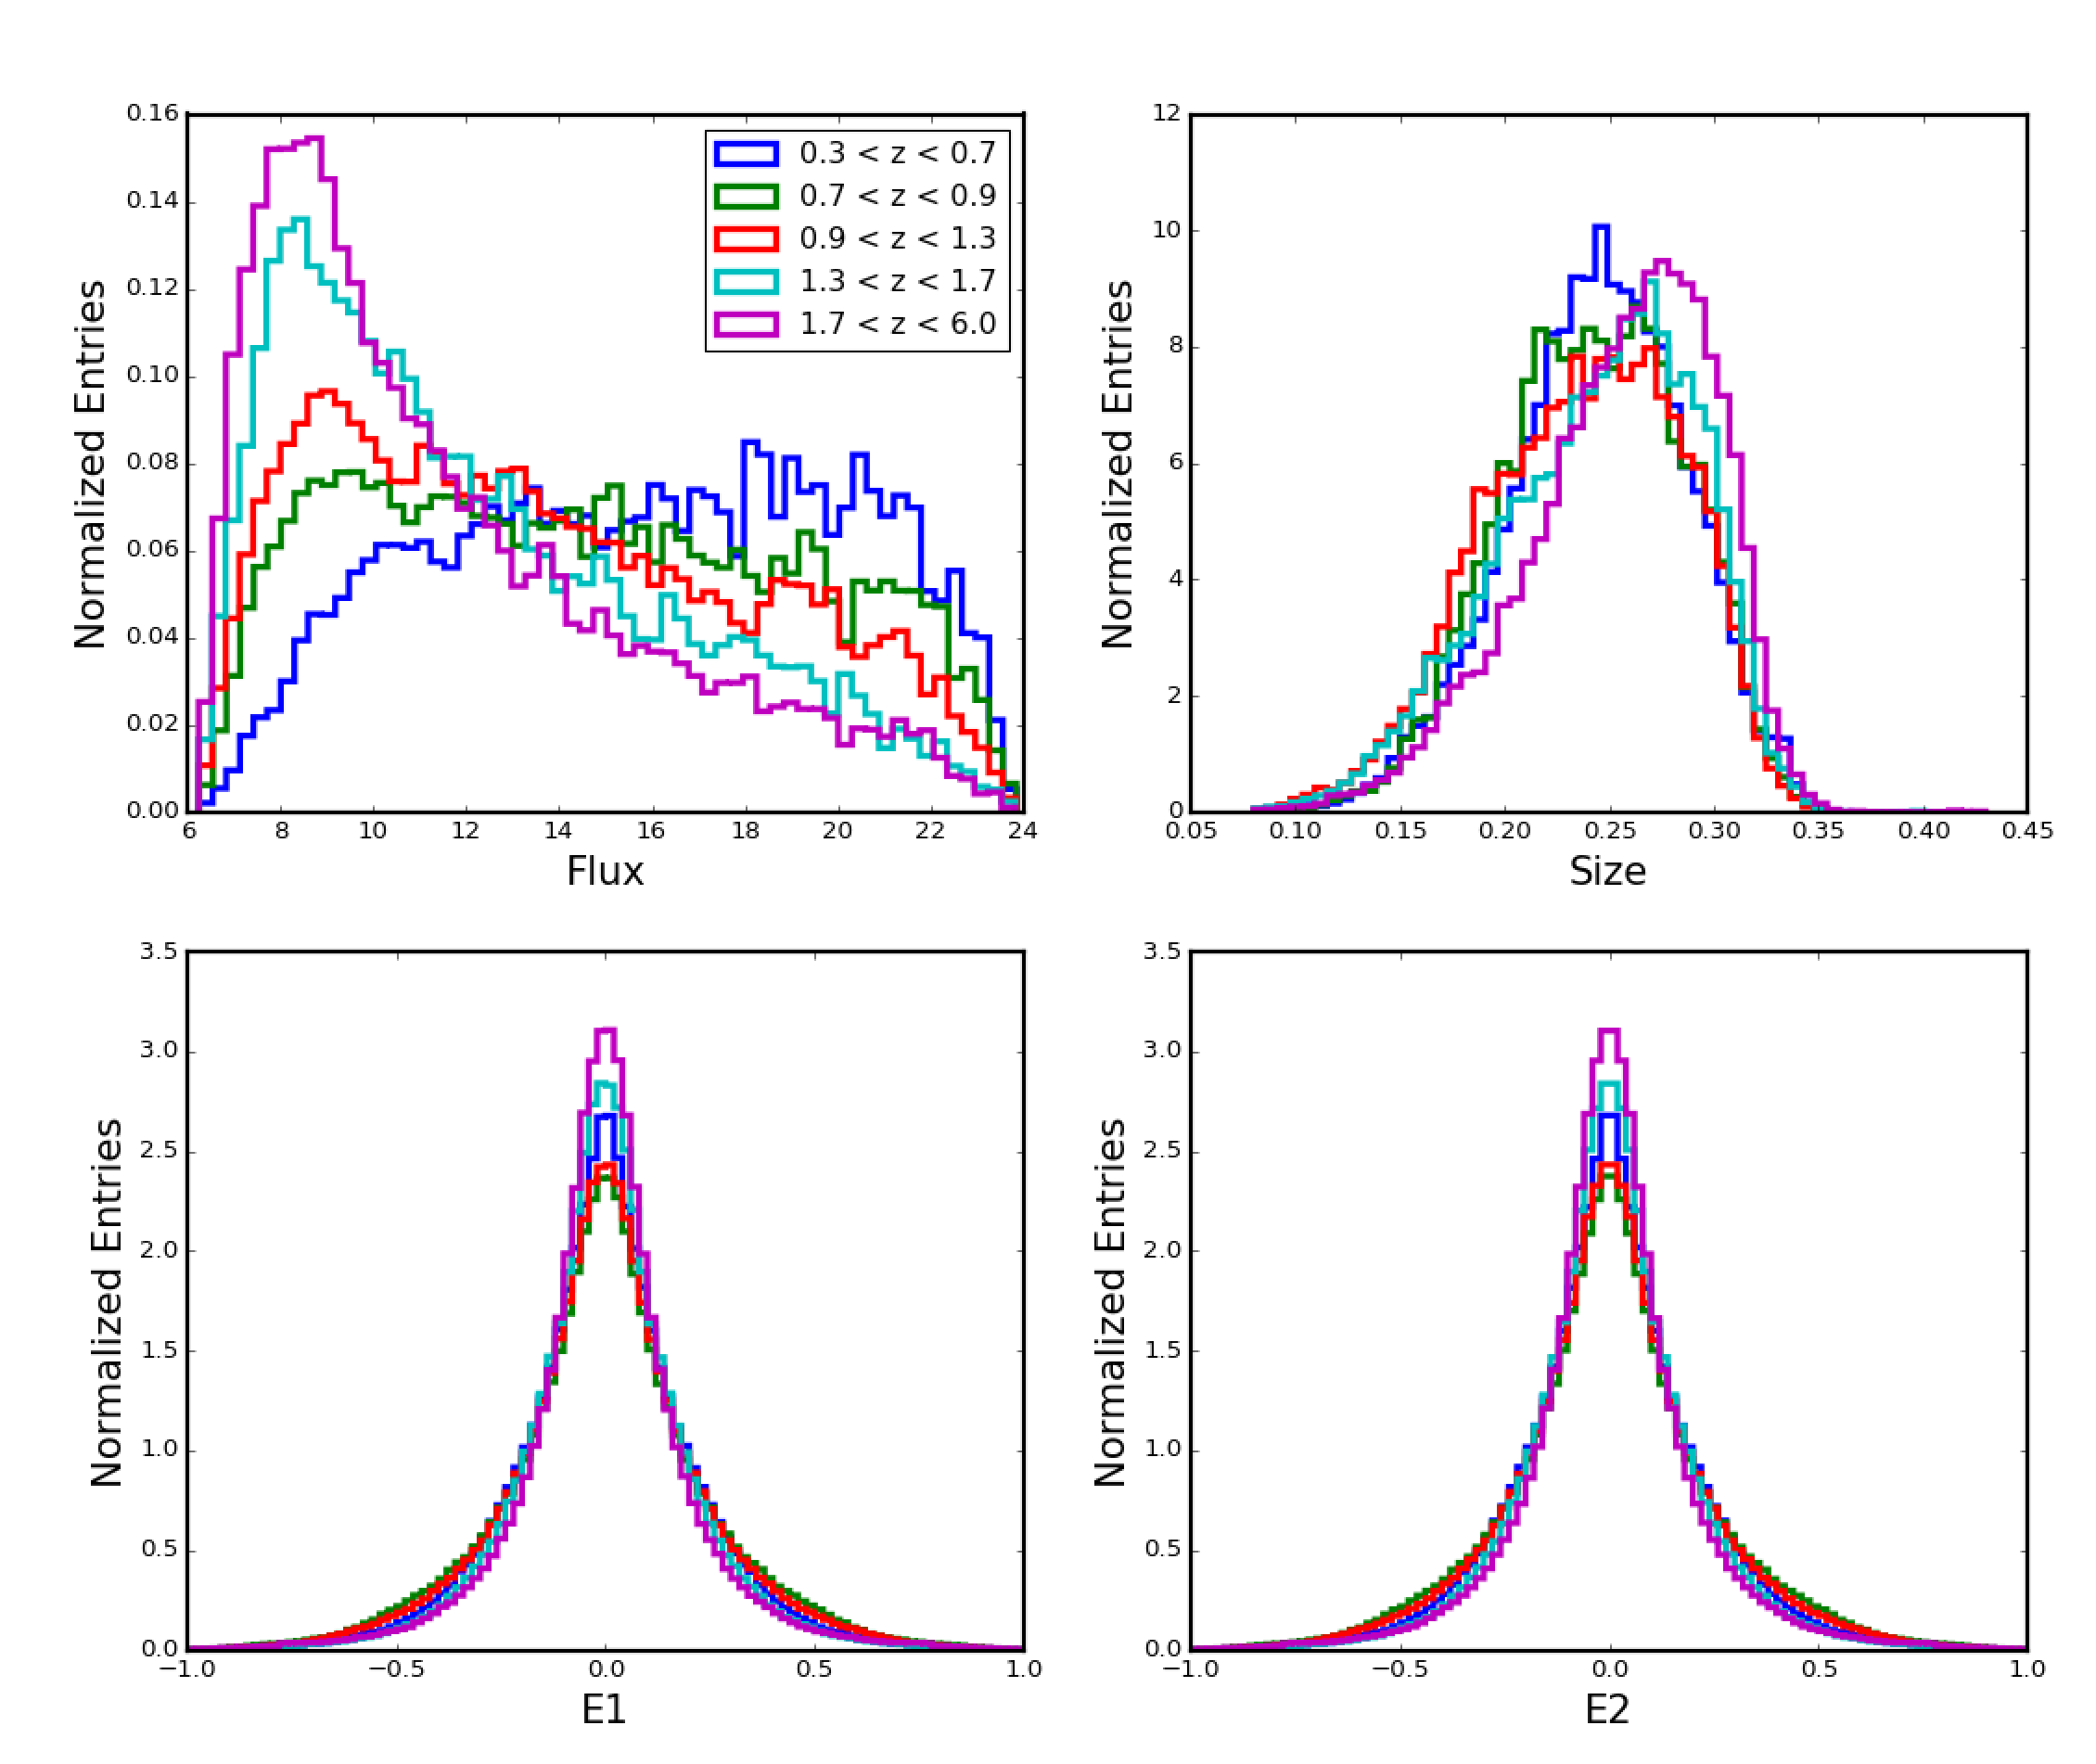 0.16
0.14
0.12
0.10
0.08
0.06
0.04
0.02
0.00
Normalized Entries
0.3 < z < 0.7
0.7 < z < 0.9
0.9 < z < 1.3
1.3 < z < 1.7
1.7 < z < 6.0
6 8 10 12 14 16 18 20 22 24
Flux
12
10
8
6
4
2
0
Normalized Entries
0.05 0.10 0.15 0.20 0.25 0.30 0.35 0.40 0.45
Size
3.5
3.0
2.5
2.0
1.5
1.0
0.5
0.0
Normalized Entries
−1.0 −0.5 0.0 0.5 1.0
E1
3.5
3.0
2.5
2.0
1.5
1.0
0.5
0.0
Normalized Entries
−1.0 −0.5 0.0 0.5 1.0
E2